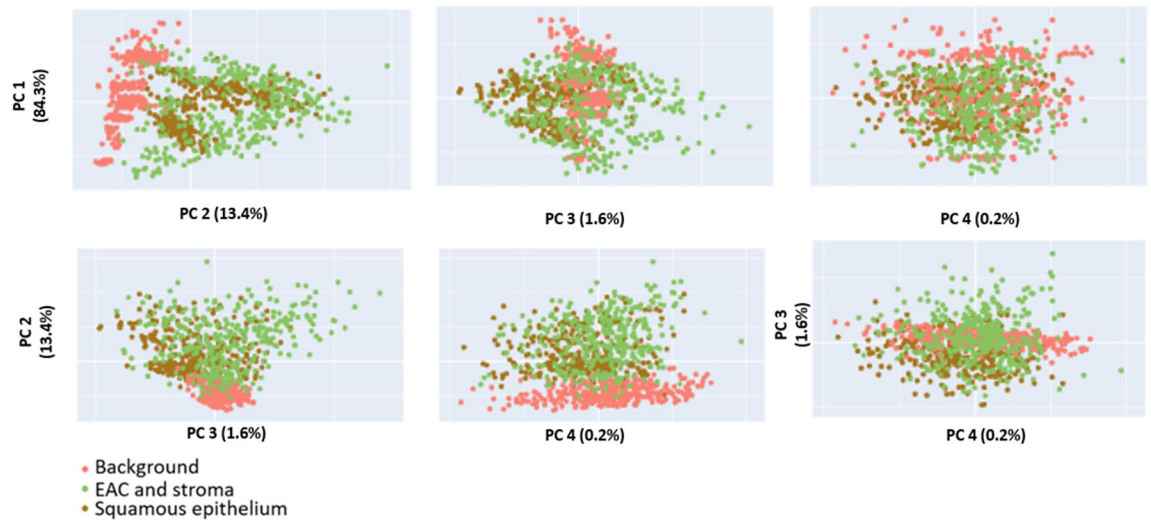 PC 1
(84.3%)
PC 2 (13.4%)
PC 3 (1.6%)
PC 4 (0.2%)
PC 2
(13.4%)
PC 3
(1.6%)
PC 3 (1.6%)
PC 4 (0.2%)
PC 4 (0.2%)
Background
EAC and stroma
Squamous epithelium